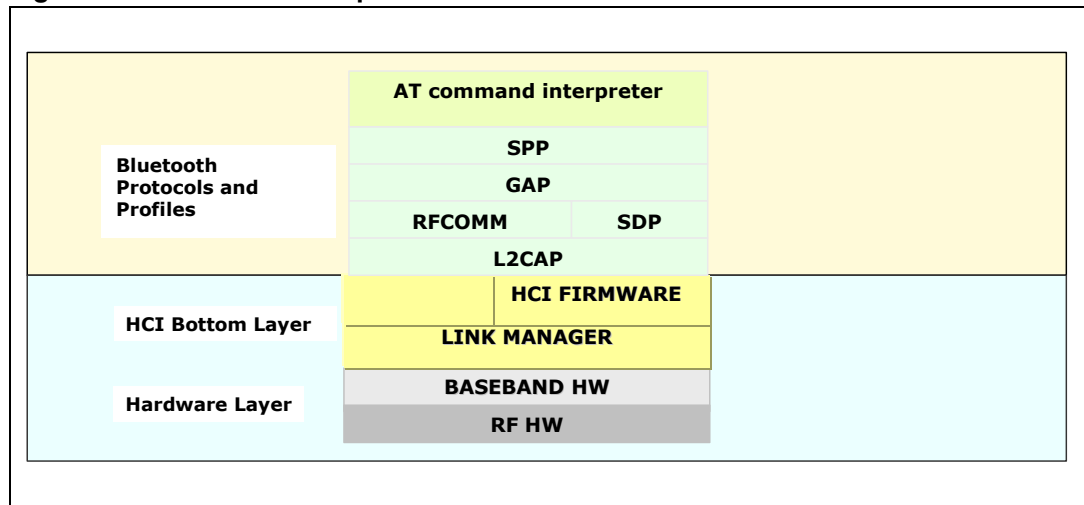 AT command interpreter
SPP
Bluetooth
Protocols and
Profiles
GAP
RFCOMM SDP
L2CAP
HCI FIRMWARE
HCI Bottom Layer
LINK MANAGER
BASEBAND HW
Hardware Layer
RF HW